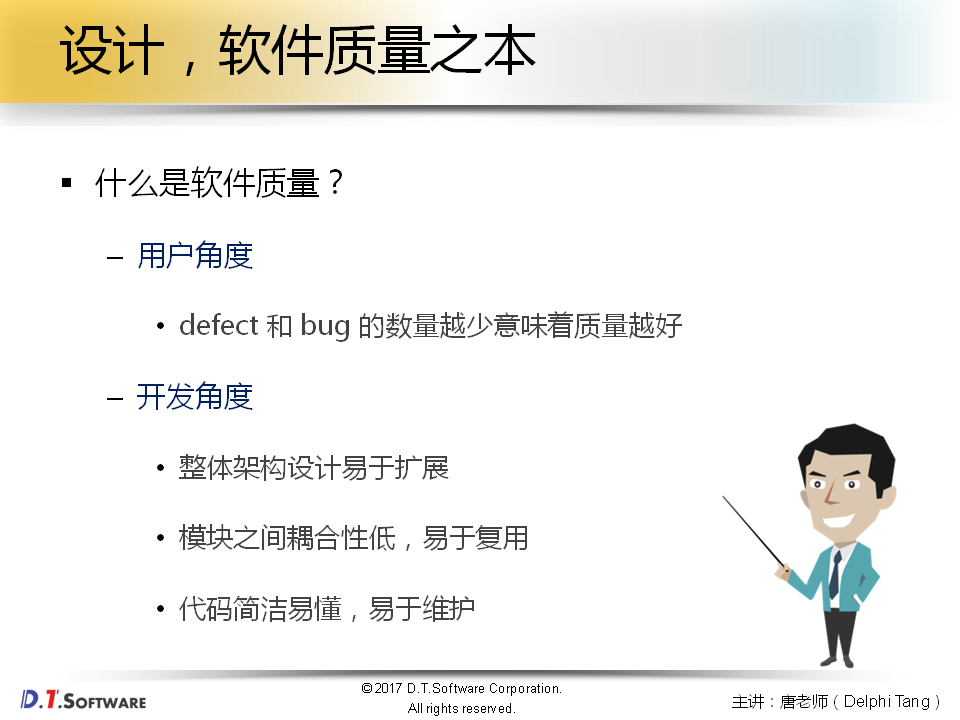 设计，软件质量之本
▪ 什么是软件质量？
– 用户角度
• defect 和 bug 的数量越少意味着质量越好
– 开发角度
• 整体架构设计易于扩展
• 模块之间耦合性低，易于复用
• 代码简洁易懂，易于维护
D.T.SOFTWARE
©2017 D.T.Software Corporation.
All rights reserved.
主讲：唐老师（Delphi Tang）